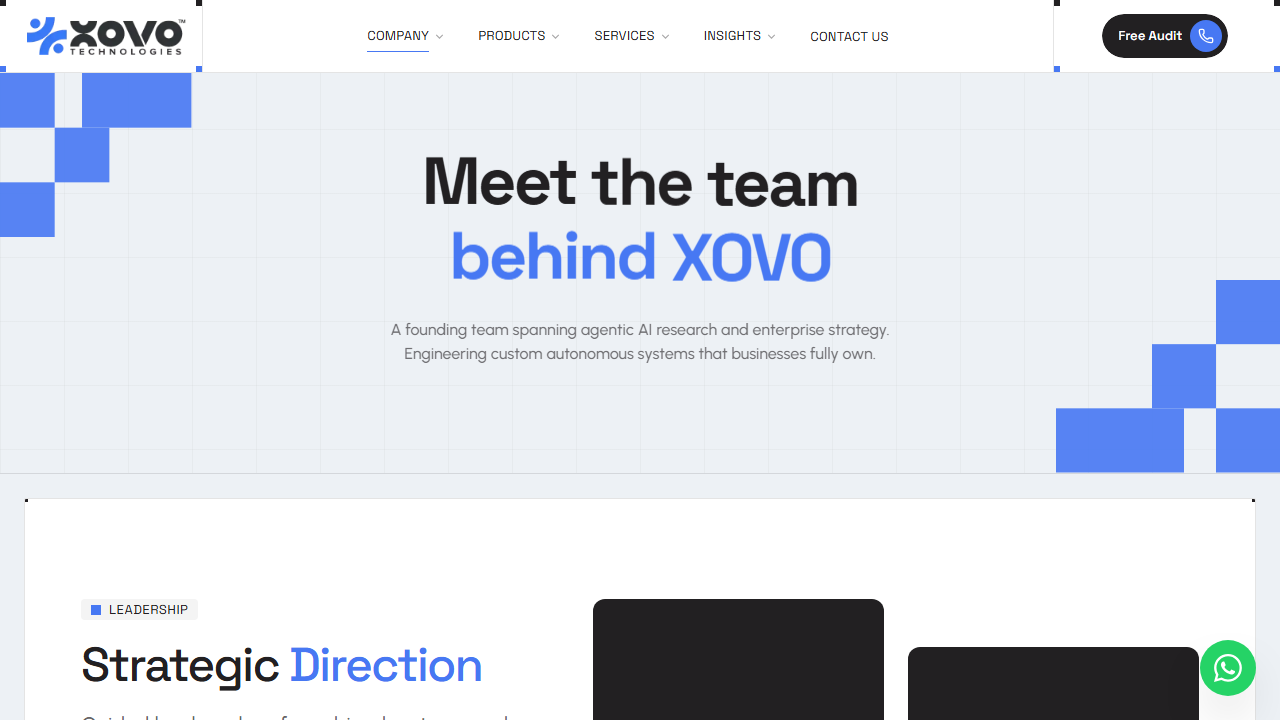 XOVO™
TECHNOLOGIES
COMPANY
PRODUCTS
SERVICES
INSIGHTS
CONTACT US
Free Audit
Meet the team
behind XOVO
A founding team spanning agentic AI research and enterprise strategy.
Engineering custom autonomous systems that businesses fully own.
LEADERSHIP
Strategic Direction